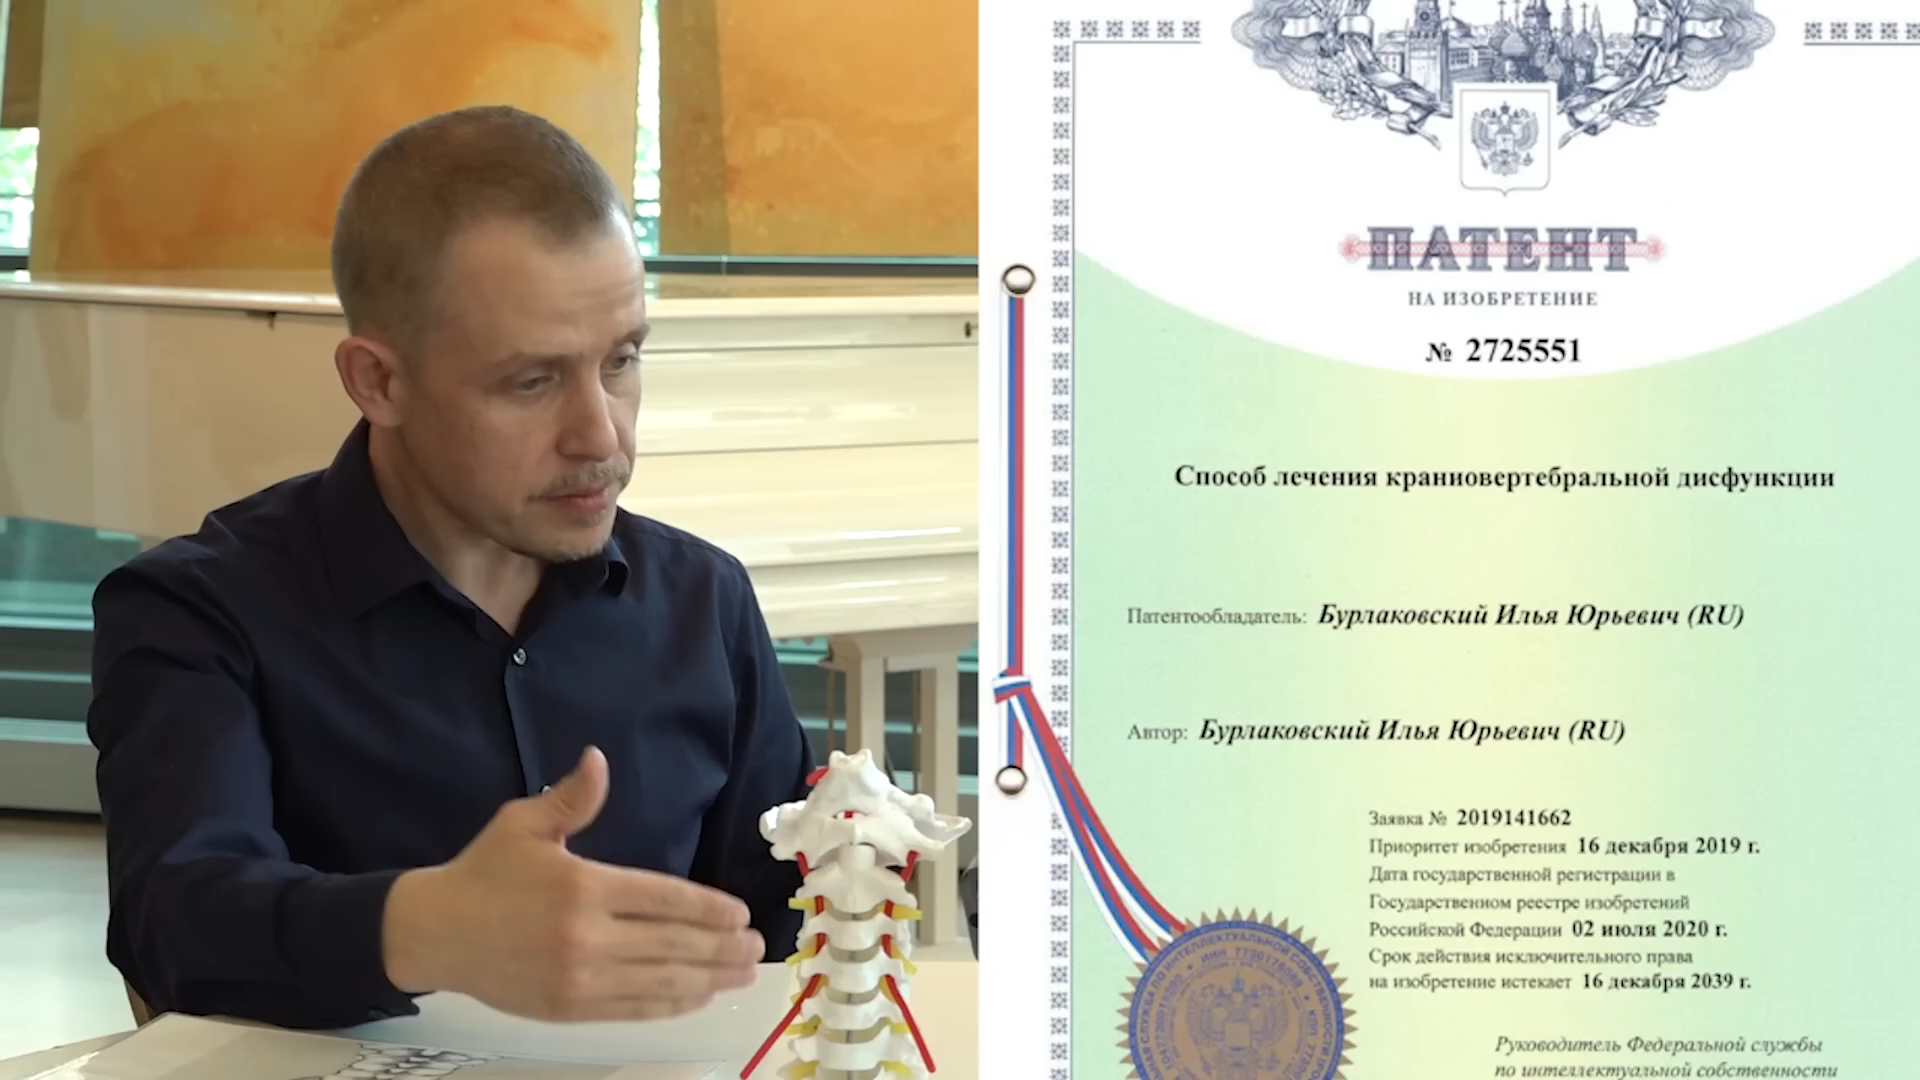 ПАТЕНТ
НА ИЗОБРЕТЕНИЕ
№ 2725551
Способ лечения краниовертебральной дисфункции
Патентообладатель: Бурлаковский Илья Юрьевич (RU)
Автор: Бурлаковский Илья Юрьевич (RU)
Заявка № 2019141662
Приоритет изобретения 16 декабря 2019 г.
Дата государственной регистрации в
Государственном реестре изобретений
Российской Федерации 02 июля 2020 г.
Срок действия исключительного права
на изобретение истекает 16 декабря 2039 г.
Руководитель Федеральной службы
по интеллектуальной собственности